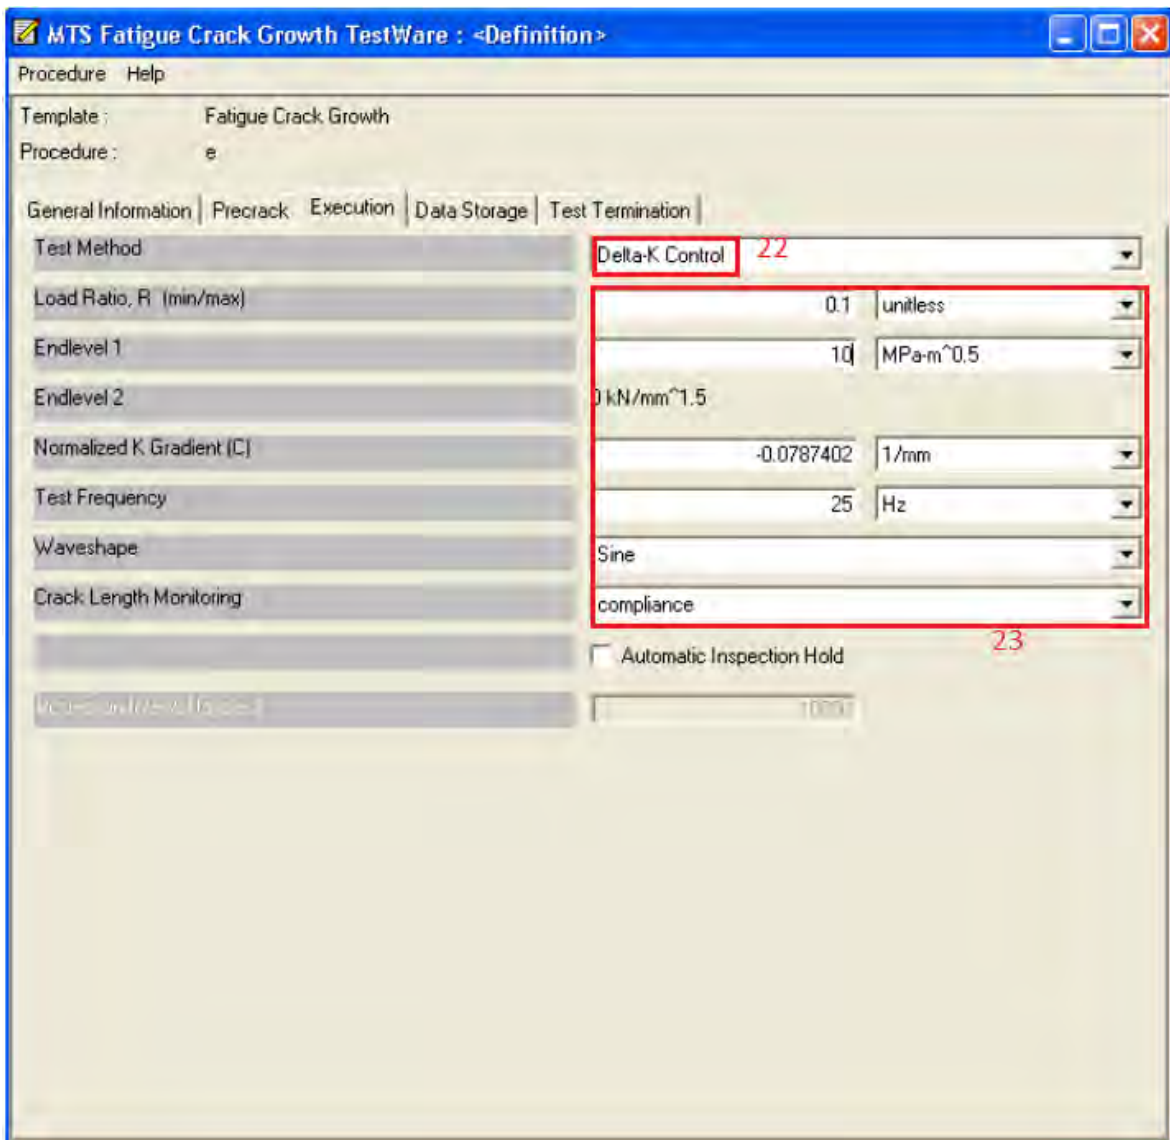 MTS Fatigue Crack Growth TestWare : <Definition>
Procedure Help
Template : Fatigue Crack Growth
Procedure : e
General Information Precrack Execution Data Storage Test Termination
Test Method Delta-K Control 22
Load Ratio, R (min/max) 0.1 unitless
Endlevel 1 10 MPa-m^0.5
Endlevel 2 0 kN/mm^1.5
Normalized K Gradient (C) -0.0787402 1/mm
Test Frequency 25 Hz
Waveshape Sine
Crack Length Monitoring compliance
23
Automatic Inspection Hold